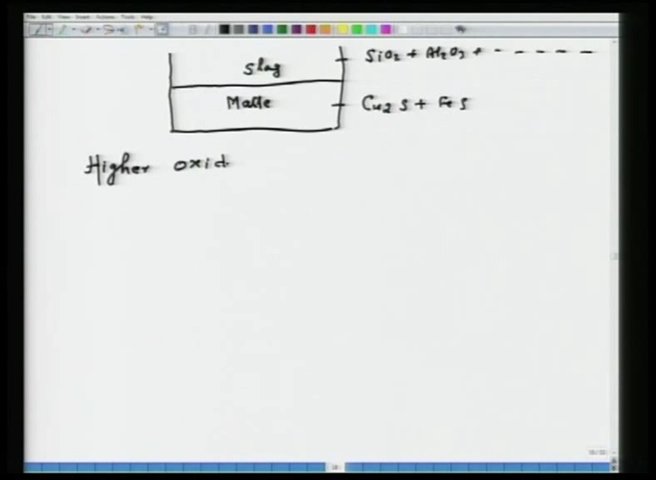 Slag SiO₂ + Al₂O₃ + - - - - -
Matte Cu₂S + FeS
Higher oxid